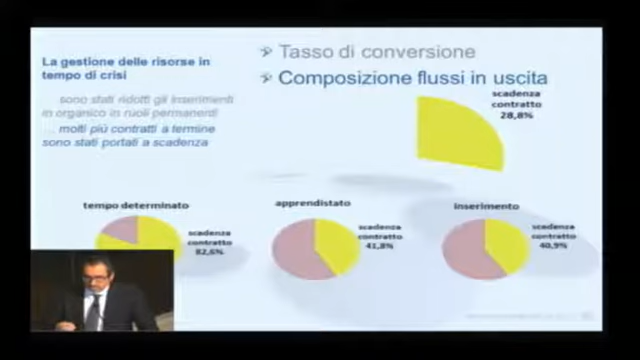 La gestione delle risorse in
tempo di crisi
sono stati ridotti gli inserimenti
in organico in ruoli permanenti
... molti più contratti a termine
sono stati portati a scadenza
Tasso di conversione
Composizione flussi in uscita
scadenza
contratto
28,8%
tempo determinato
scadenza
contratto
82,6%
apprendistato
scadenza
contratto
41,8%
inserimento
scadenza
contratto
40,9%